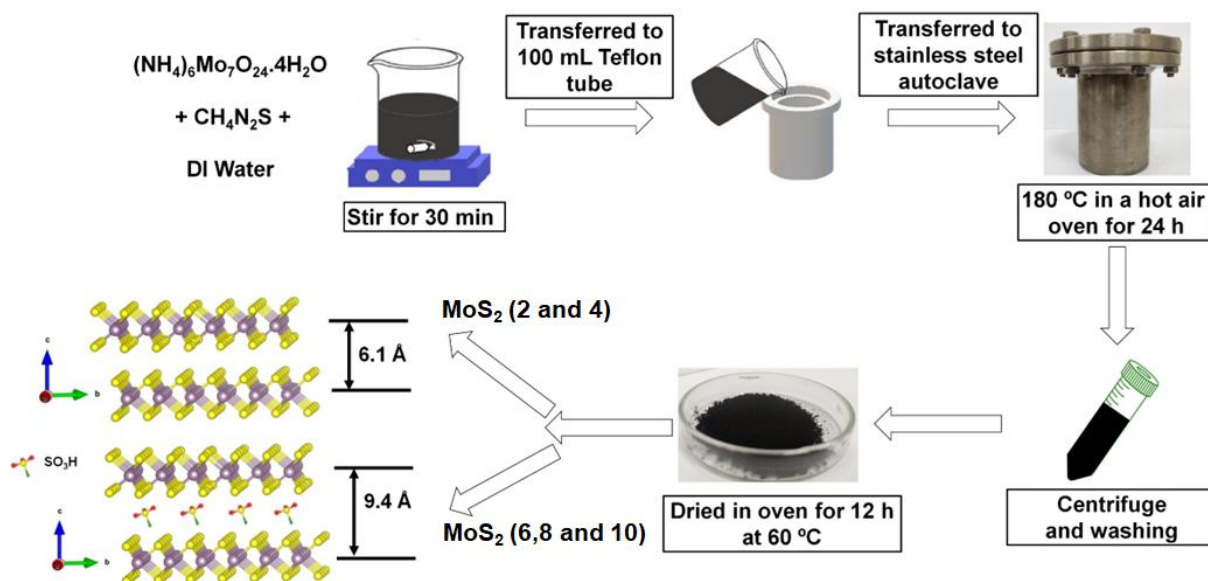 (NH₄)₆Mo₇O₂₄.4H₂O
+ CH₄N₂S +
DI Water
Stir for 30 min
Transferred to
100 mL Teflon
tube
Transferred to
stainless steel
autoclave
180 ºC in a hot air
oven for 24 h
Centrifuge
and washing
Dried in oven for 12 h
at 60 ºC
MoS₂ (2 and 4)
6.1 Å
c
b
MoS₂ (6,8 and 10)
9.4 Å
SO₃H
c
b